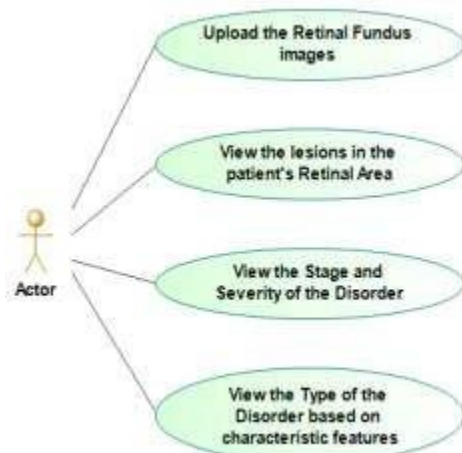 Upload the Retinal Fundus
images
View the lesions in the
patient's Retinal Area
Actor
View the Stage and
Severity of the Disorder
View the Type of the
Disorder based on
characteristic features